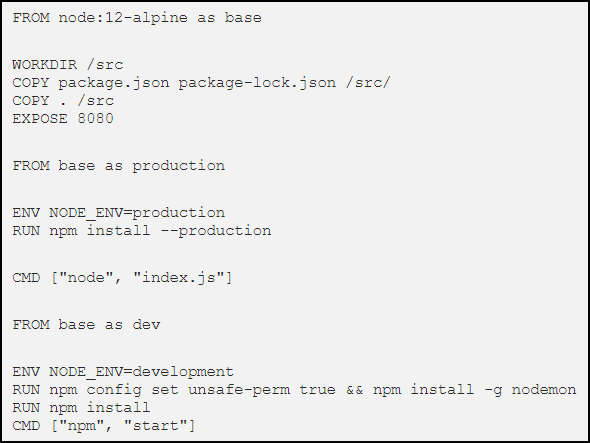 FROM node:12-alpine as base
WORKDIR /src
COPY package.json package-lock.json /src/
COPY . /src
EXPOSE 8080
FROM base as production
ENV NODE_ENV=production
RUN npm install --production
CMD ["node", "index.js"]
FROM base as dev
ENV NODE_ENV=development
RUN npm config set unsafe-perm true && npm install -g nodemon
RUN npm install
CMD ["npm", "start"]